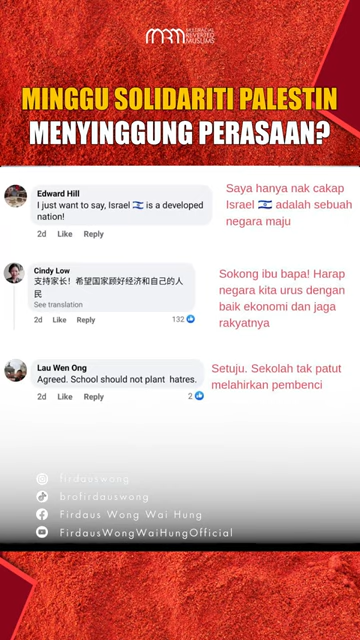 MRM
MULTIRACIAL
REVERTED
MUSLIMS
MINGGU SOLIDARITI PALESTIN
MENYINGGUNG PERASAAN?
Edward Hill
I just want to say, Israel 🇮🇱 is a developed
nation!
2d Like Reply
Saya hanya nak cakap
Israel 🇮🇱 adalah sebuah
negara maju
Cindy Low
支持家长！希望国家顾好经济和自己的人
民
See translation
2d Like Reply 132
Sokong ibu bapa! Harap
negara kita urus dengan
baik ekonomi dan jaga
rakyatnya
Lau Wen Ong
Agreed. School should not plant hatres.
2d Like Reply 2
Setuju. Sekolah tak patut
melahirkan pembenci
firdauswong
brofirdauswong
Firdaus Wong Wai Hung
FirdausWongWaiHungOfficial